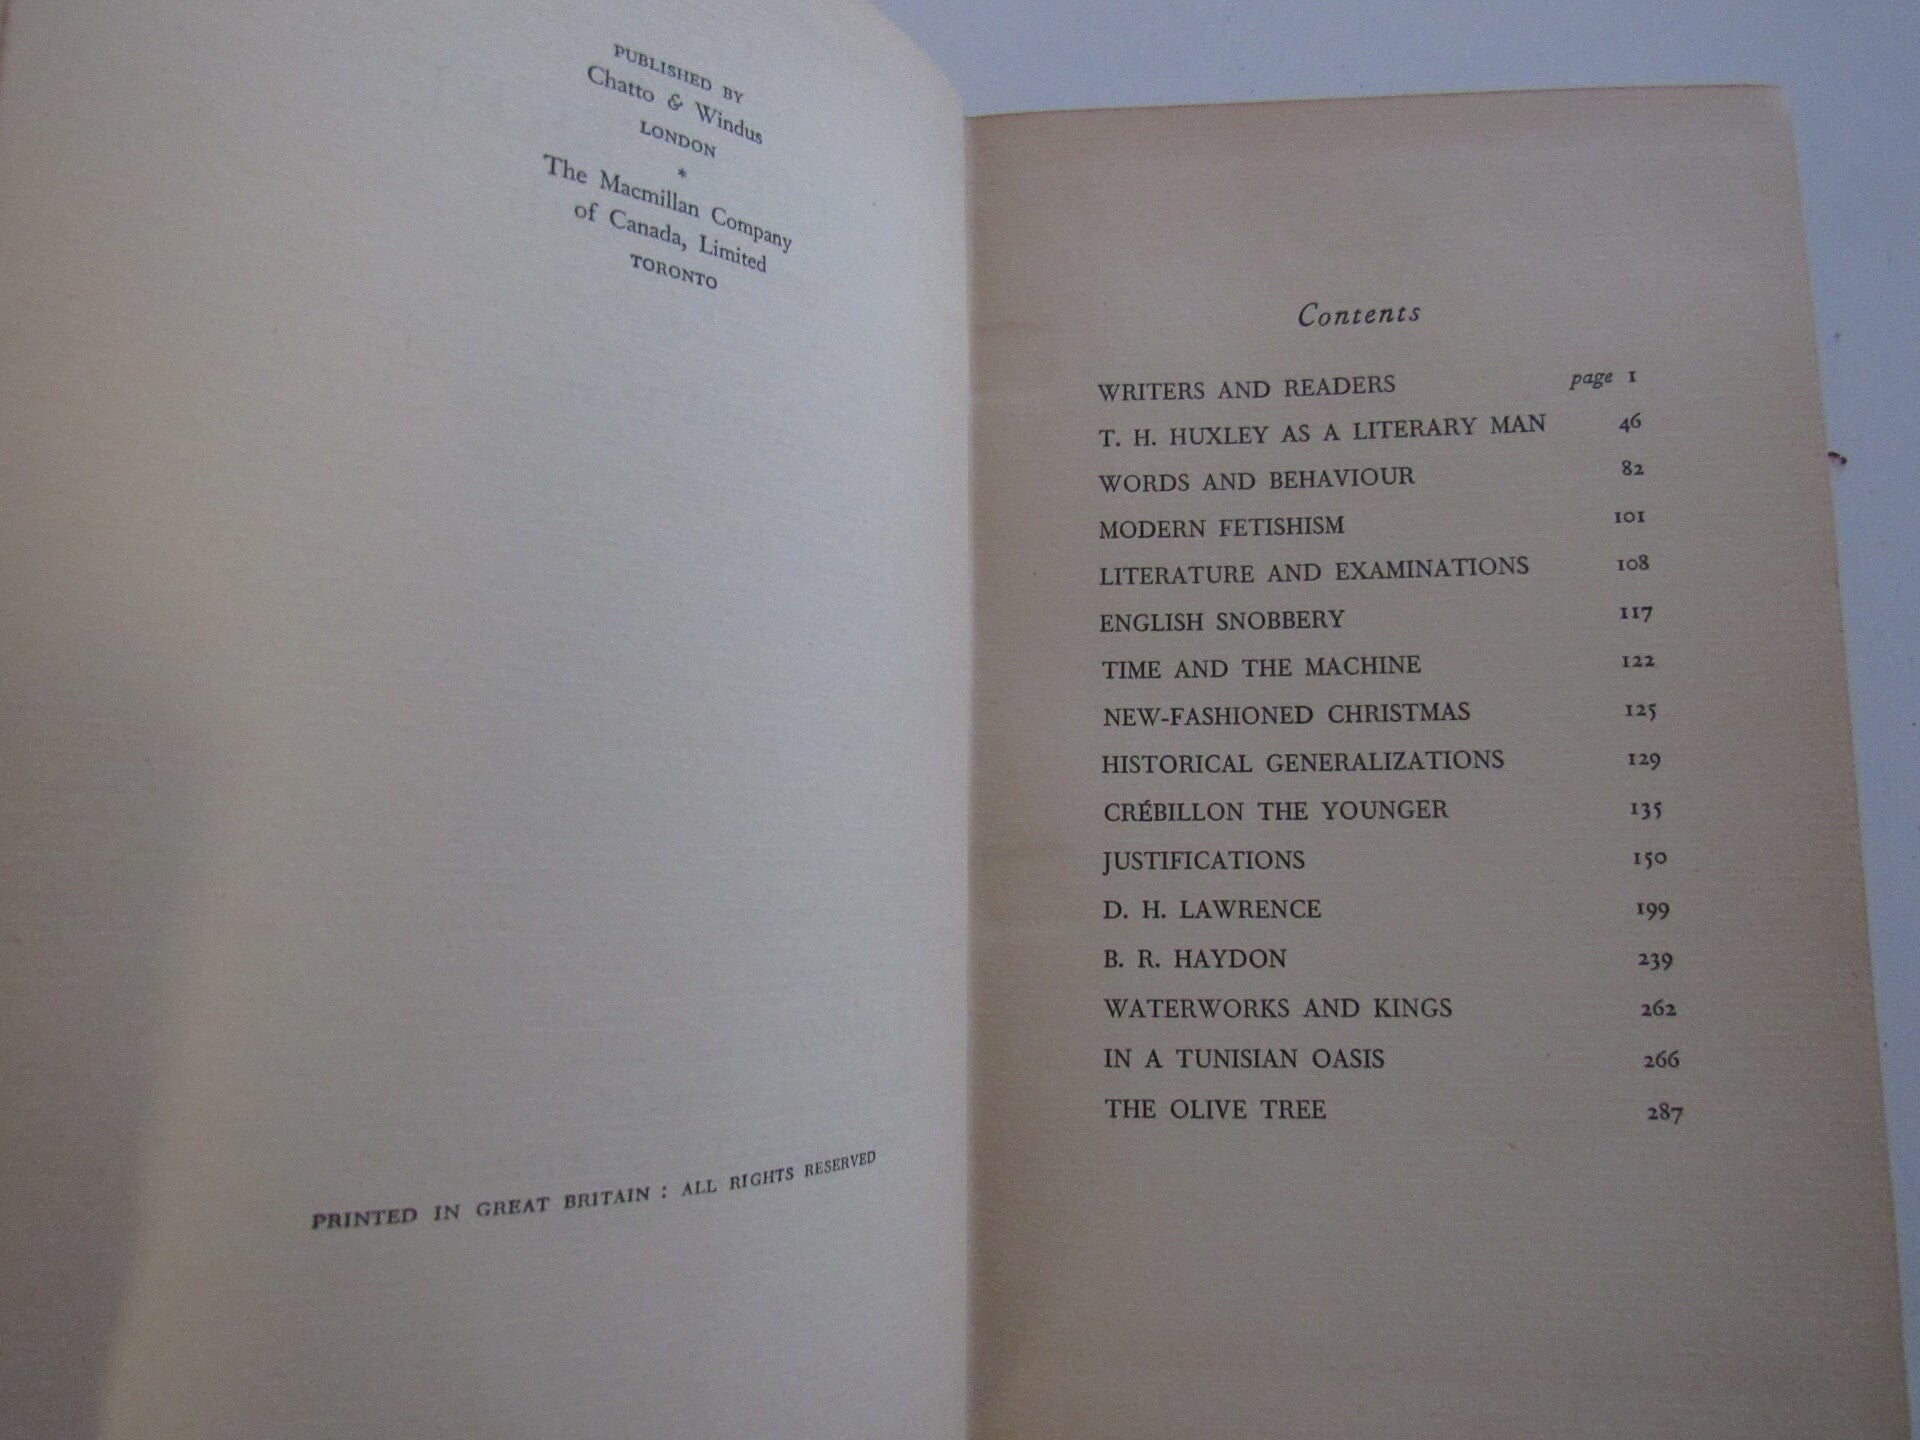 PUBLISHED BY
Chatto & Windus
LONDON
*
The Macmillan Company
of Canada, Limited
TORONTO
PRINTED IN GREAT BRITAIN : ALL RIGHTS RESERVED
Contents
WRITERS AND READERS page 1
T. H. HUXLEY AS A LITERARY MAN 46
WORDS AND BEHAVIOUR 82
MODERN FETISHISM 101
LITERATURE AND EXAMINATIONS 108
ENGLISH SNOBBERY 117
TIME AND THE MACHINE 122
NEW-FASHIONED CHRISTMAS 125
HISTORICAL GENERALIZATIONS 129
CRÉBILLON THE YOUNGER 135
JUSTIFICATIONS 150
D. H. LAWRENCE 199
B. R. HAYDON 239
WATERWORKS AND KINGS 262
IN A TUNISIAN OASIS 266
THE OLIVE TREE 287